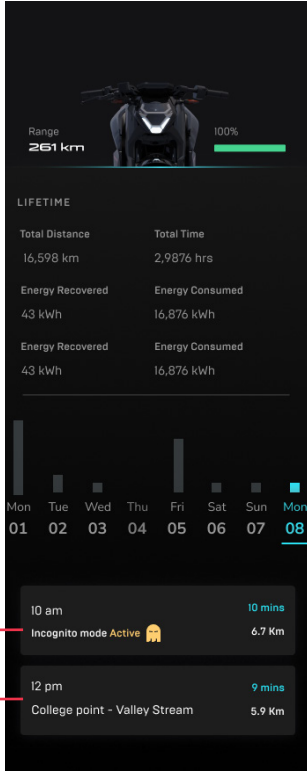 Range
261 km
100%
LIFETIME
Total Distance
Total Time
16,598 km
2,9876 hrs
Energy Recovered
Energy Consumed
43 kWh
16,876 kWh
Energy Recovered
Energy Consumed
43 kWh
16,876 kWh
Mon Tue Wed Thu Fri Sat Sun Mon
01 02 03 04 05 06 07 08
10 am
10 mins
Incognito mode Active
6.7 Km
12 pm
9 mins
College point - Valley Stream
5.9 Km